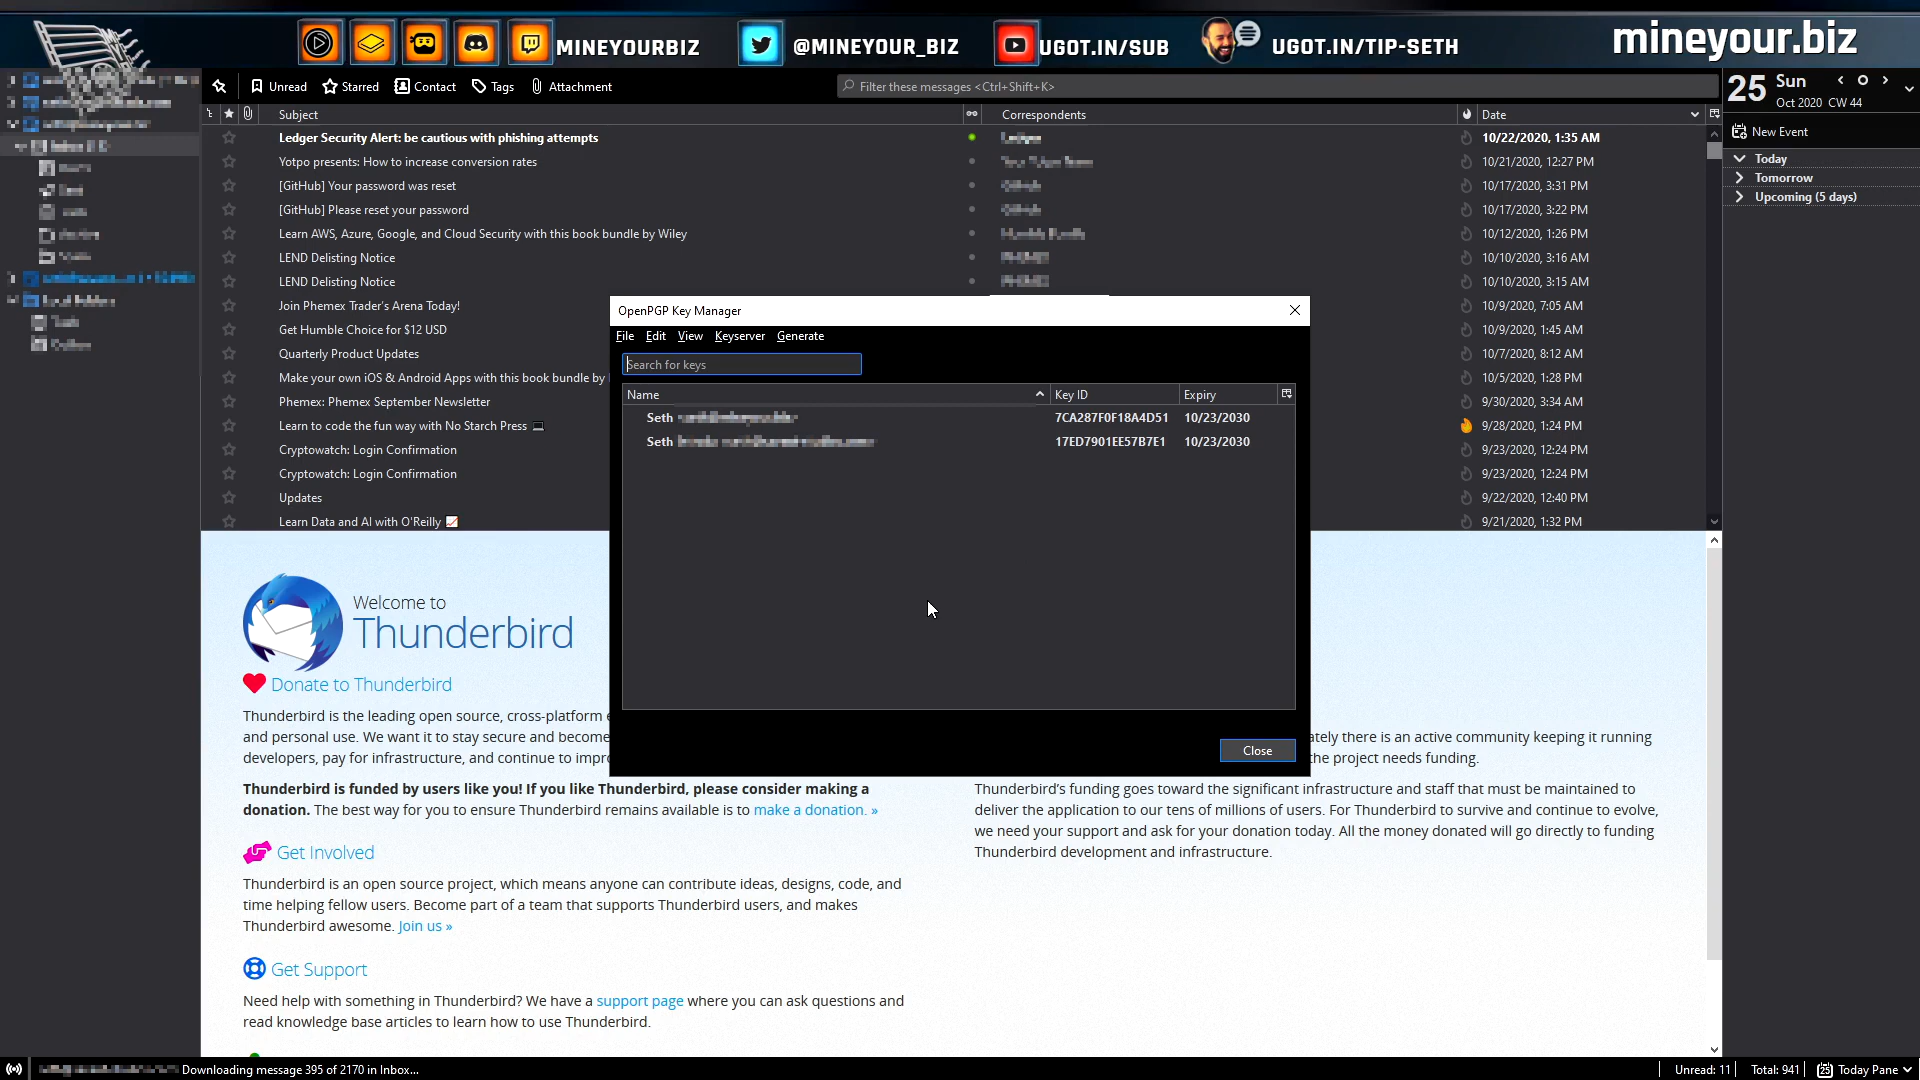 MINEYOURBIZ
@MINEYOUR_BIZ
UGOT.IN/SUB
UGOT.IN/TIP-SETH
mineyour.biz
Unread
Starred
Contact
Tags
Attachment
Filter these messages <Ctrl+Shift+K>
25
Sun
Oct 2020 CW 44
Subject
Correspondents
Date
New Event
Today
Tomorrow
Upcoming (5 days)
Ledger Security Alert: be cautious with phishing attempts 10/22/2020, 1:35 AM
Yotpo presents: How to increase conversion rates 10/21/2020, 12:27 PM
[GitHub] Your password was reset 10/17/2020, 3:31 PM
[GitHub] Please reset your password 10/17/2020, 3:22 PM
Learn AWS, Azure, Google, and Cloud Security with this book bundle by Wiley 10/12/2020, 1:26 PM
LEND Delisting Notice 10/10/2020, 3:16 AM
LEND Delisting Notice 10/10/2020, 3:15 AM
Join Phemex Trader's Arena Today! 10/9/2020, 7:05 AM
Get Humble Choice for $12 USD 10/9/2020, 1:45 AM
Quarterly Product Updates 10/7/2020, 8:12 AM
Make your own iOS & Android Apps with this book bundle by 10/5/2020, 1:28 PM
Phemex: Phemex September Newsletter 9/30/2020, 3:34 AM
Learn to code the fun way with No Starch Press 💻 9/28/2020, 1:24 PM
Cryptowatch: Login Confirmation 9/23/2020, 12:24 PM
Cryptowatch: Login Confirmation 9/23/2020, 12:24 PM
Updates 9/22/2020, 12:40 PM
Learn Data and AI with O'Reilly 📈 9/21/2020, 1:32 PM
OpenPGP Key Manager
File Edit View Keyserver Generate
Search for keys
Name Key ID Expiry
Seth 7CA287F0F18A4D51 10/23/2030
Seth 17ED7901EE57B7E1 10/23/2030
Close
Welcome to
Thunderbird
Donate to Thunderbird
Thunderbird is the leading open source, cross-platform
and personal use. We want it to stay secure and become
developers, pay for infrastructure, and continue to impro
Thunderbird is funded by users like you! If you like Thunderbird, please consider making a
donation. The best way for you to ensure Thunderbird remains available is to make a donation. »
Get Involved
Thunderbird is an open source project, which means anyone can contribute ideas, designs, code, and
time helping fellow users. Become part of a team that supports Thunderbird users, and makes
Thunderbird awesome. Join us »
Get Support
Need help with something in Thunderbird? We have a support page where you can ask questions and
read knowledge base articles to learn how to use Thunderbird.
ately there is an active community keeping it running
the project needs funding.
Thunderbird's funding goes toward the significant infrastructure and staff that must be maintained to
deliver the application to our tens of millions of users. For Thunderbird to survive and continue to evolve,
we need your support and ask for your donation today. All the money donated will go directly to funding
Thunderbird development and infrastructure.
Downloading message 395 of 2170 in Inbox...
Unread: 11
Total: 941
25
Today Pane